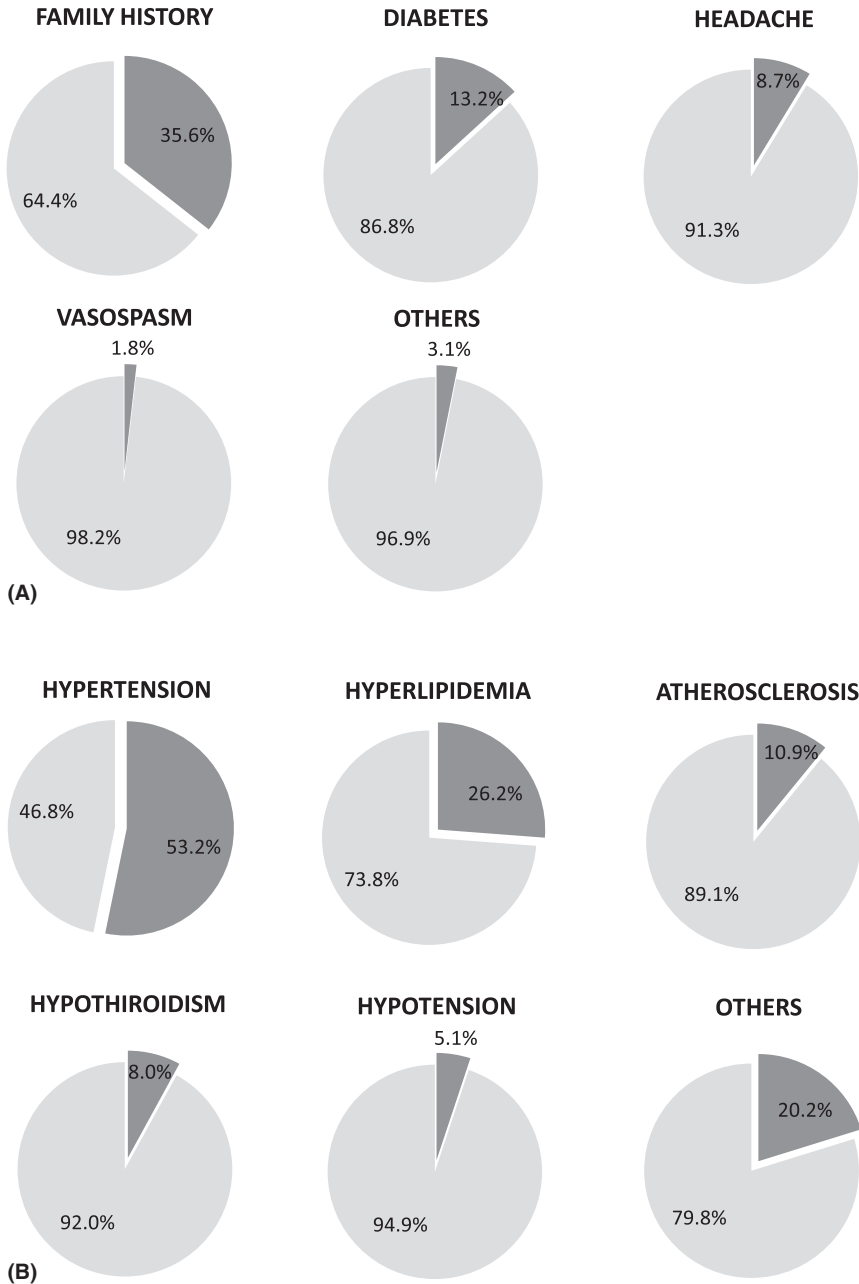 FAMILY HISTORY
DIABETES
HEADACHE
35.6%
64.4%
13.2%
86.8%
8.7%
91.3%
VASOSPASM
OTHERS
1.8%
98.2%
3.1%
96.9%
(A)
HYPERTENSION
HYPERLIPIDEMIA
ATHEROSCLEROSIS
46.8%
53.2%
26.2%
73.8%
10.9%
89.1%
HYPOTHIROIDISM
HYPOTENSION
OTHERS
8.0%
92.0%
5.1%
94.9%
20.2%
79.8%
(B)